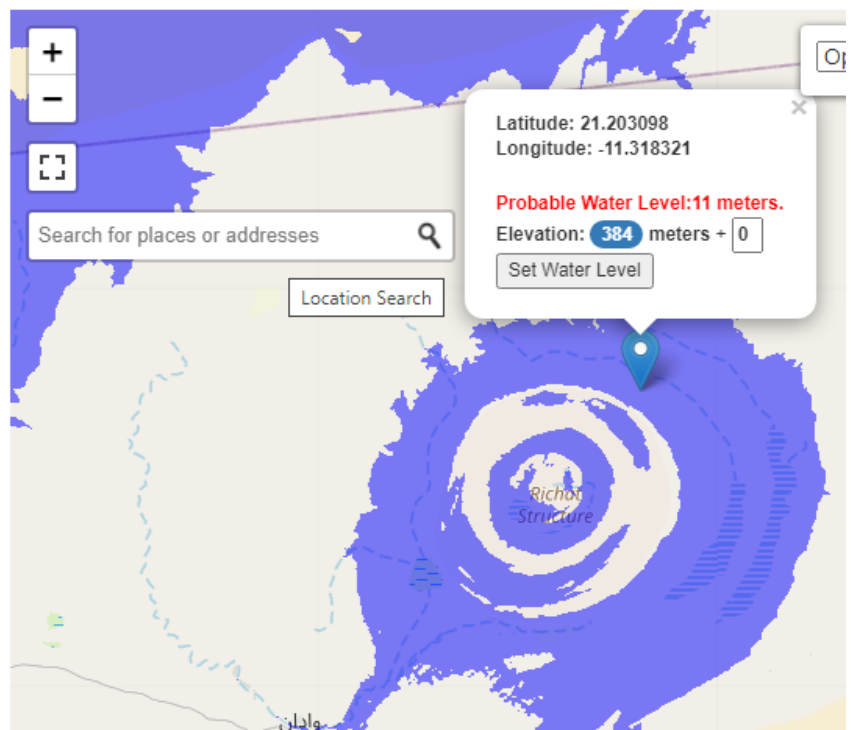 +
−
Search for places or addresses
Location Search
Op
×
Latitude: 21.203098
Longitude: -11.318321
Probable Water Level:11 meters.
Elevation: 384 meters + 0
Set Water Level
Richat
Structure
وادان